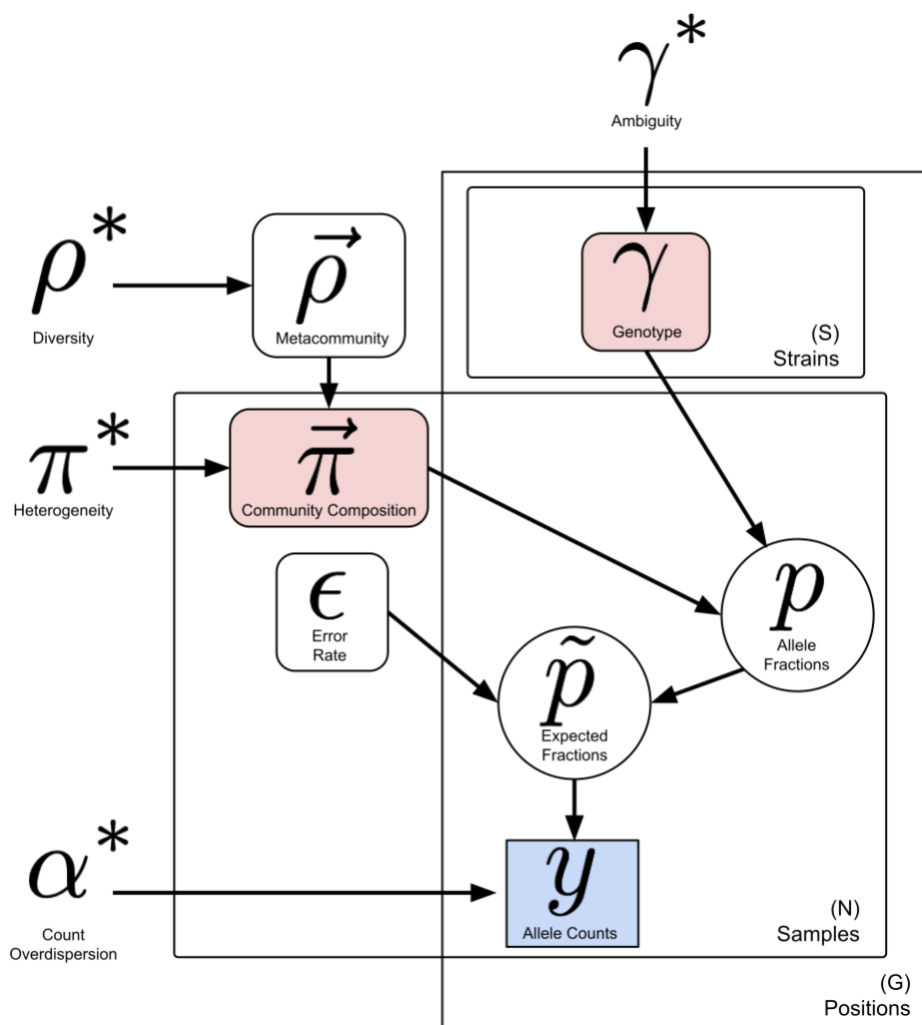 γ*
Ambiguity
ρ*
Diversity
ρ⃗
Metacommunity
γ
Genotype
(S)
Strains
π*
Heterogeneity
π⃗
Community Composition
ϵ
Error
Rate
p
Allele
Fractions
p̃
Expected
Fractions
α*
Count
Overdispersion
y
Allele Counts
(N)
Samples
(G)
Positions